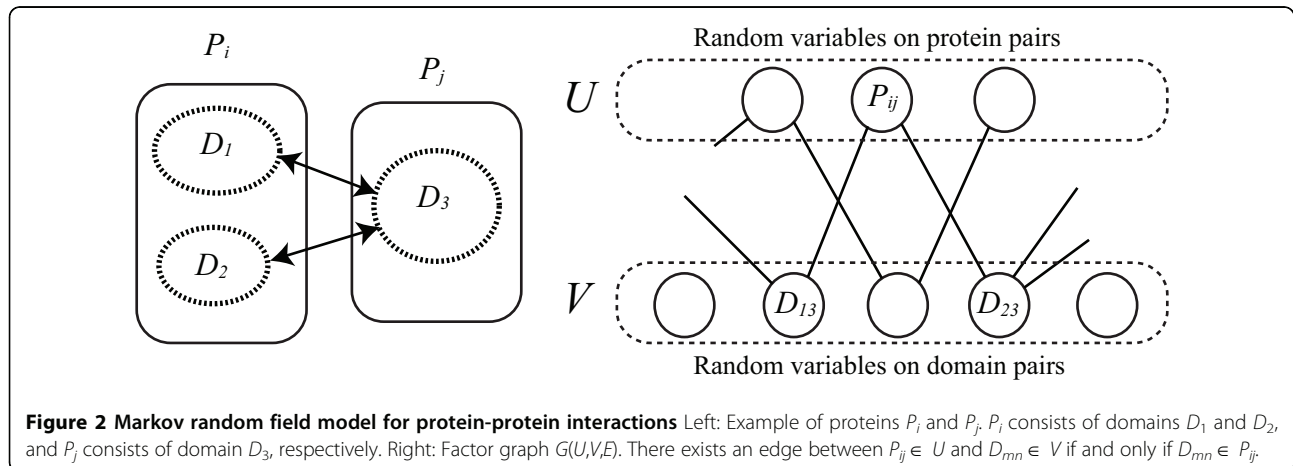 P_i
P_j
D_1
D_2
D_3
Random variables on protein pairs
U
P_ij
V
D_13
D_23
Random variables on domain pairs
Figure 2 Markov random field model for protein-protein interactions Left: Example of proteins P_i and P_j. P_i consists of domains D_1 and D_2,
and P_j consists of domain D_3, respectively. Right: Factor graph G(U,V,E). There exists an edge between P_ij ∈ U and D_mn ∈ V if and only if D_mn ∈ P_ij.